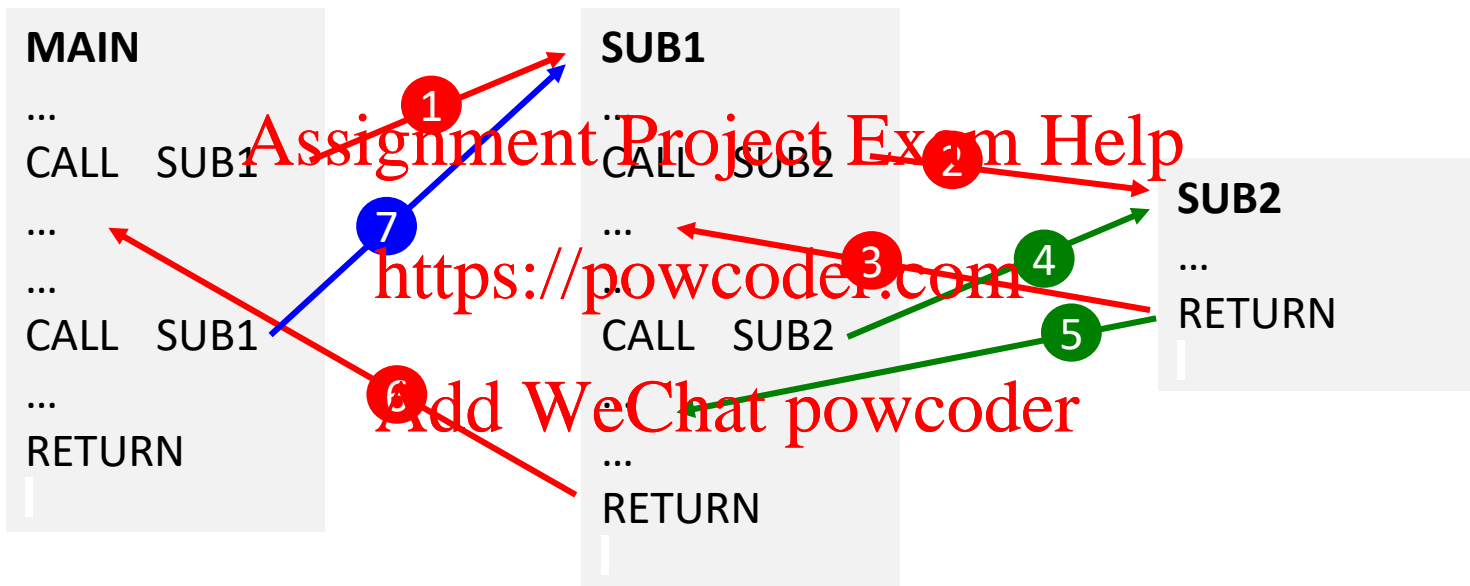 MAIN
...
CALL SUB1
...
...
CALL SUB1
...
RETURN
SUB1
...
CALL SUB2
...
...
CALL SUB2
...
...
RETURN
SUB2
...
RETURN
1
2
3
4
5
6
7
Assignment Project Exam Help
https://powcoder.com
Add WeChat powcoder